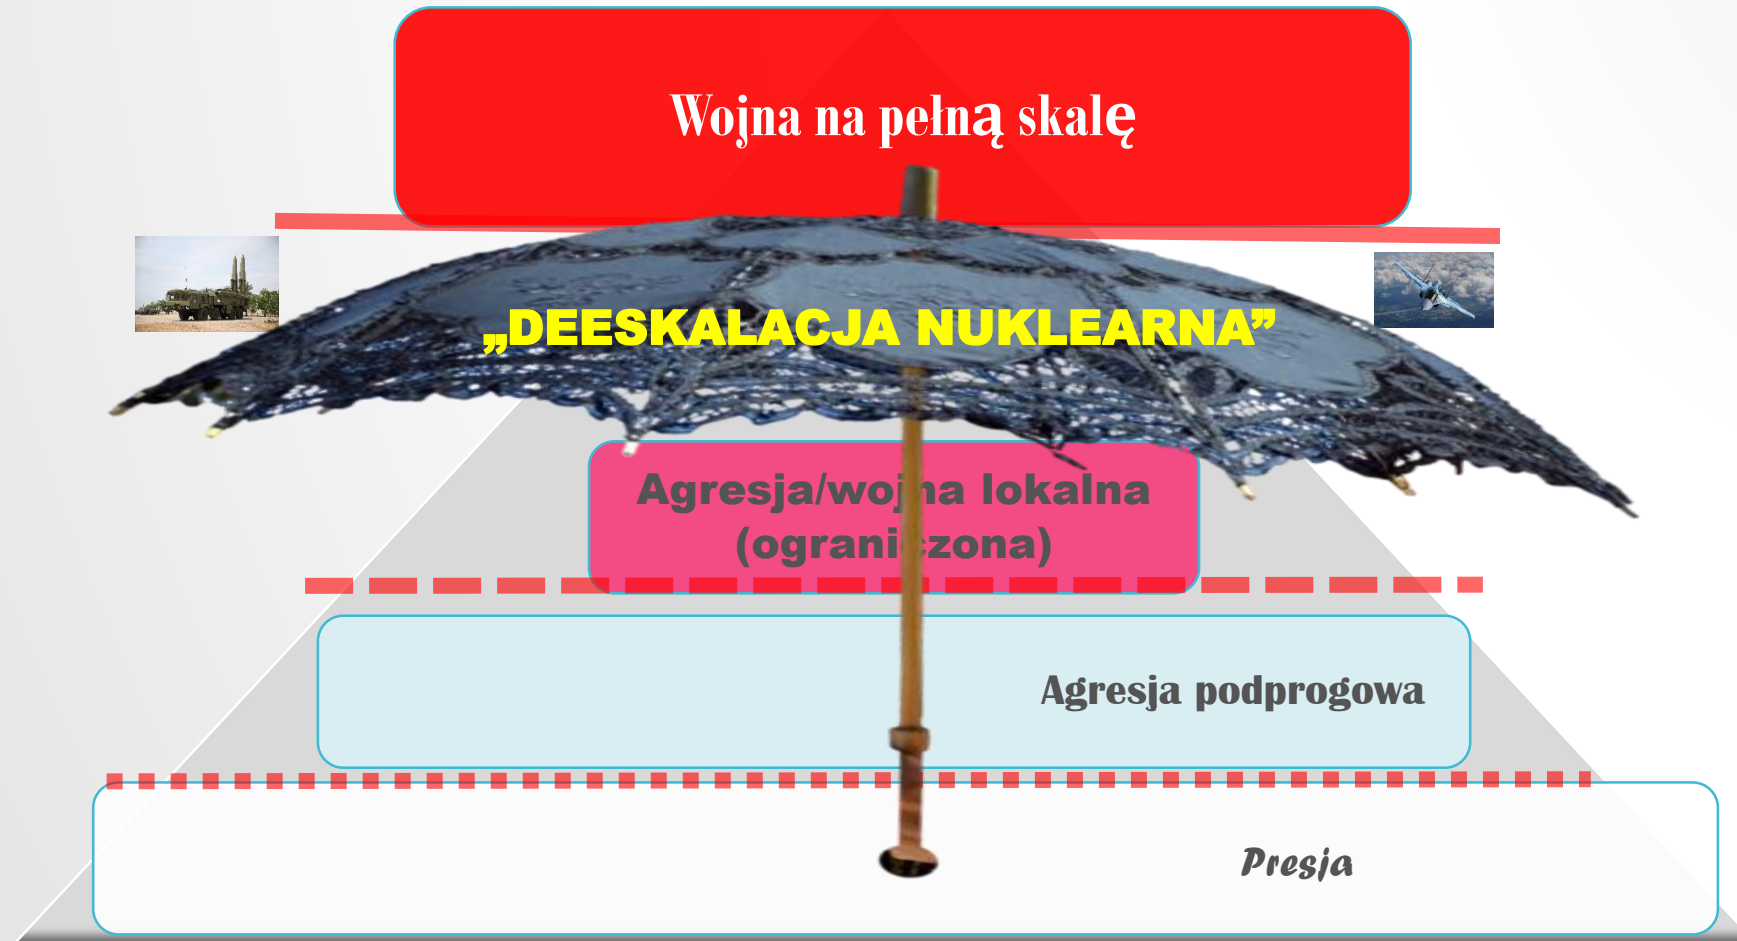 Wojna na pełną skalę
„DEESKALACJA NUKLEARNA”
Agresja/wojna lokalna
(ograniczona)
Agresja podprogowa
Presja